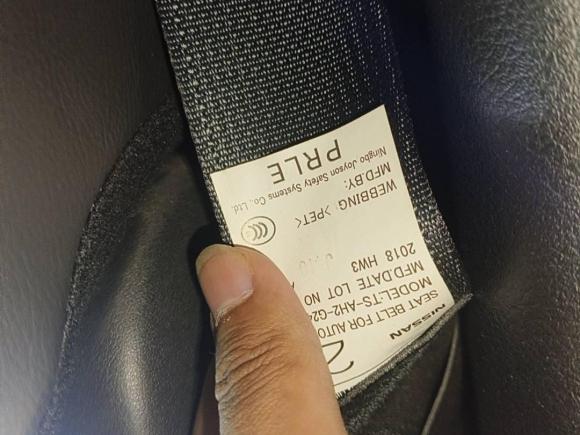 NISSAN
SEAT BELT FOR AUTO
MODEL:TS-AH2-624
MFD.DATE LOT NO
2018 HW3
WEBBING >PET<
MFD.BY:
Ningbo Joyson Safety Systems Co., Ltd.
PRLE